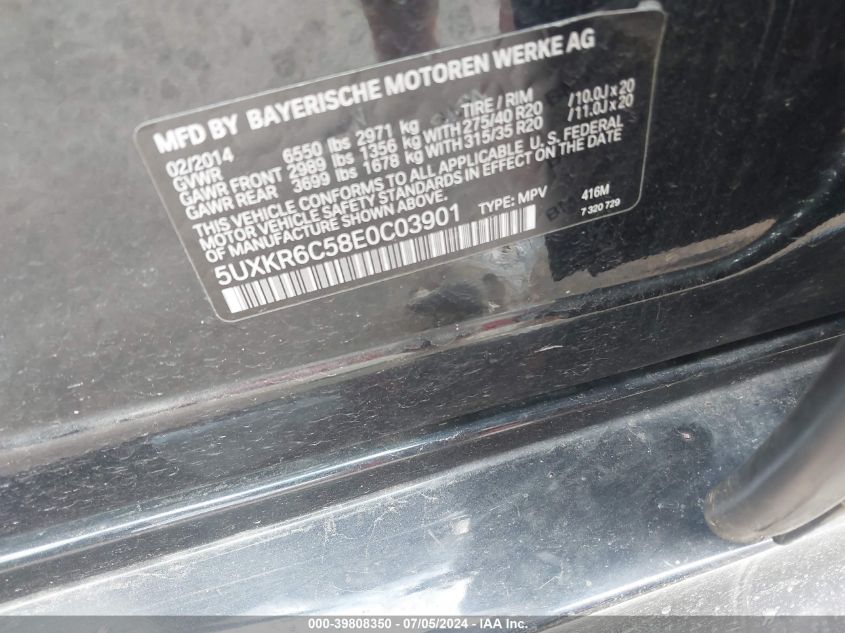 MFD BY BAYERISCHE MOTOREN WERKE AG
02/2014 TIRE / RIM
GVWR 6550 lbs 2971 kg
GAWR FRONT 2989 lbs 1356 kg WITH 275/40 R20 /10.0J x 20
GAWR REAR 3699 lbs 1678 kg WITH 315/35 R20 /11.0J x 20
THIS VEHICLE CONFORMS TO ALL APPLICABLE U. S. FEDERAL
MOTOR VEHICLE SAFETY STANDARDS IN EFFECT ON THE DATE
OF MANUFACTURE SHOWN ABOVE.
5UXKR6C58E0C03901 TYPE: MPV 416M
7 320 729
000-39808350 / 07/05/2024 - IAA Inc.